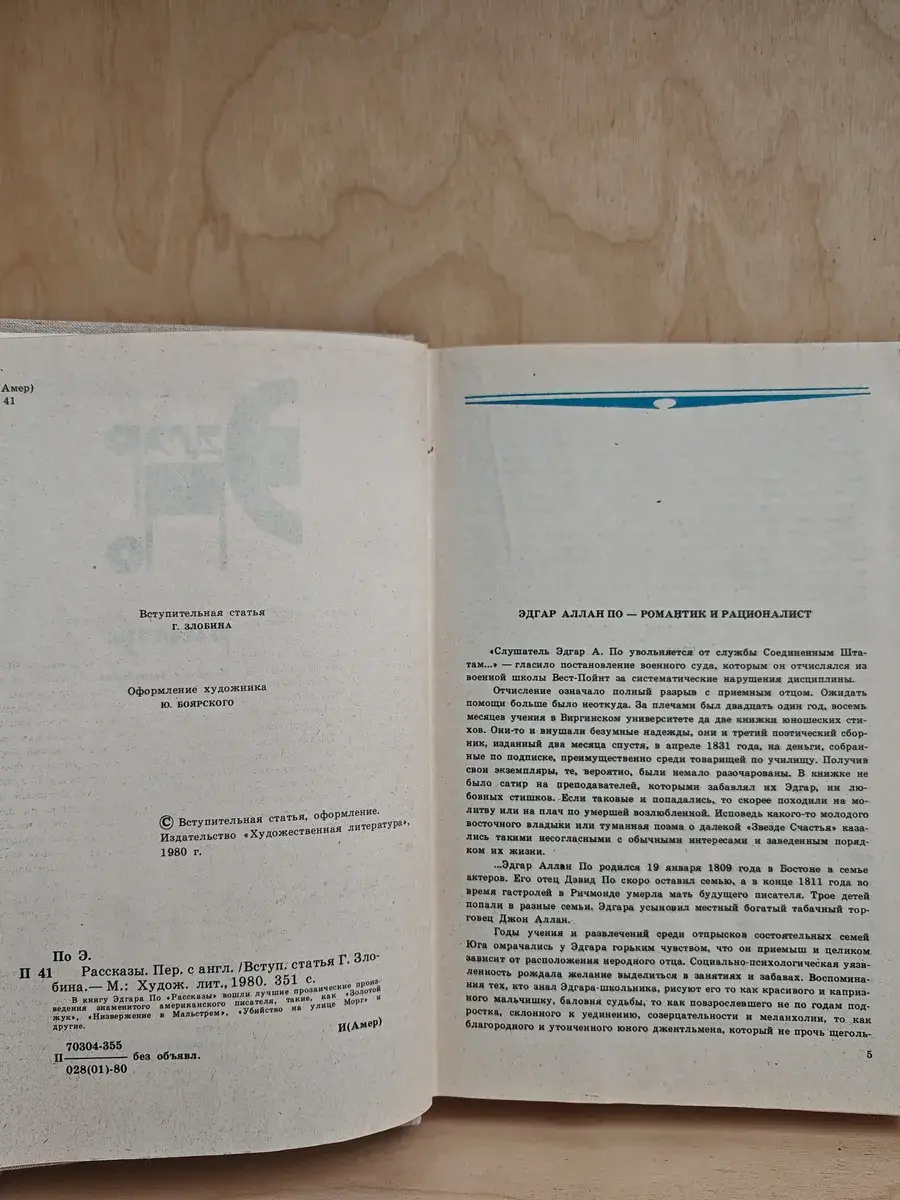 Амер)
41
Вступительная статья
Г. ЗЛОБИНА
Оформление художника
Ю. БОЯРСКОГО
© Вступительная статья, оформление.
Издательство «Художественная литература»,
1980 г.
По Э.
П 41 Рассказы. Пер. с англ. /Вступ. статья Г. Зло-
бина.— М.: Худож. лит., 1980. 351 с.
В книгу Эдгара По «Рассказы» вошли лучшие прозаические произ-
ведения знаменитого американского писателя, такие, как «Золотой
жук», «Низвержение в Мальстрем», «Убийство на улице Морг» и
другие.
И(Амер)
70304-355
П——— без объявл.
028(01)-80
ЭДГАР АЛЛАН ПО — РОМАНТИК И РАЦИОНАЛИСТ
«Слушатель Эдгар А. По увольняется от службы Соединенным Шта-
там...» — гласило постановление военного суда, которым он отчислялся из
военной школы Вест-Пойнт за систематические нарушения дисциплины.
Отчисление означало полный разрыв с приемным отцом. Ожидать
помощи больше было неоткуда. За плечами был двадцать один год, восемь
месяцев учения в Виргинском университете да две книжки юношеских сти-
хов. Они-то и внушали безумные надежды, они и третий поэтический сбор-
ник, изданный два месяца спустя, в апреле 1831 года, на деньги, собран-
ные по подписке, преимущественно среди товарищей по училищу. Получив
свои экземпляры, те, вероятно, были немало разочарованы. В книжке не
было сатир на преподавателей, которыми забавлял их Эдгар, ни лю-
бовных стишков. Если таковые и попадались, то скорее походили на мо-
литву или на плач по умершей возлюбленной. Исповедь какого-то молодого
восточного владыки или туманная поэма о далекой «Звезде Счастья» каза-
лись такими несогласными с обычными интересами и заведенным поряд-
ком их жизни.
...Эдгар Аллан По родился 19 января 1809 года в Бостоне в семье
актеров. Его отец Дэвид По скоро оставил семью, а в конце 1811 года во
время гастролей в Ричмонде умерла мать будущего писателя. Трое детей
попали в разные семьи. Эдгара усыновил местный богатый табачный тор-
говец Джон Аллан.
Годы учения и развлечений среди отпрысков состоятельных семей
Юга омрачались у Эдгара горьким чувством, что он приемыш и целиком
зависит от расположения неродного отца. Социально-психологическая уязв-
ленность рождала желание выделиться в занятиях и забавах. Воспомина-
ния тех, кто знал Эдгара-школьника, рисуют его то как красивого и каприз-
ного мальчишку, баловня судьбы, то как повзрослевшего не по годам под-
ростка, склонного к уединению, созерцательности и меланхолии, то как
благородного и утонченного юного джентльмена, который не прочь щеголь-
5